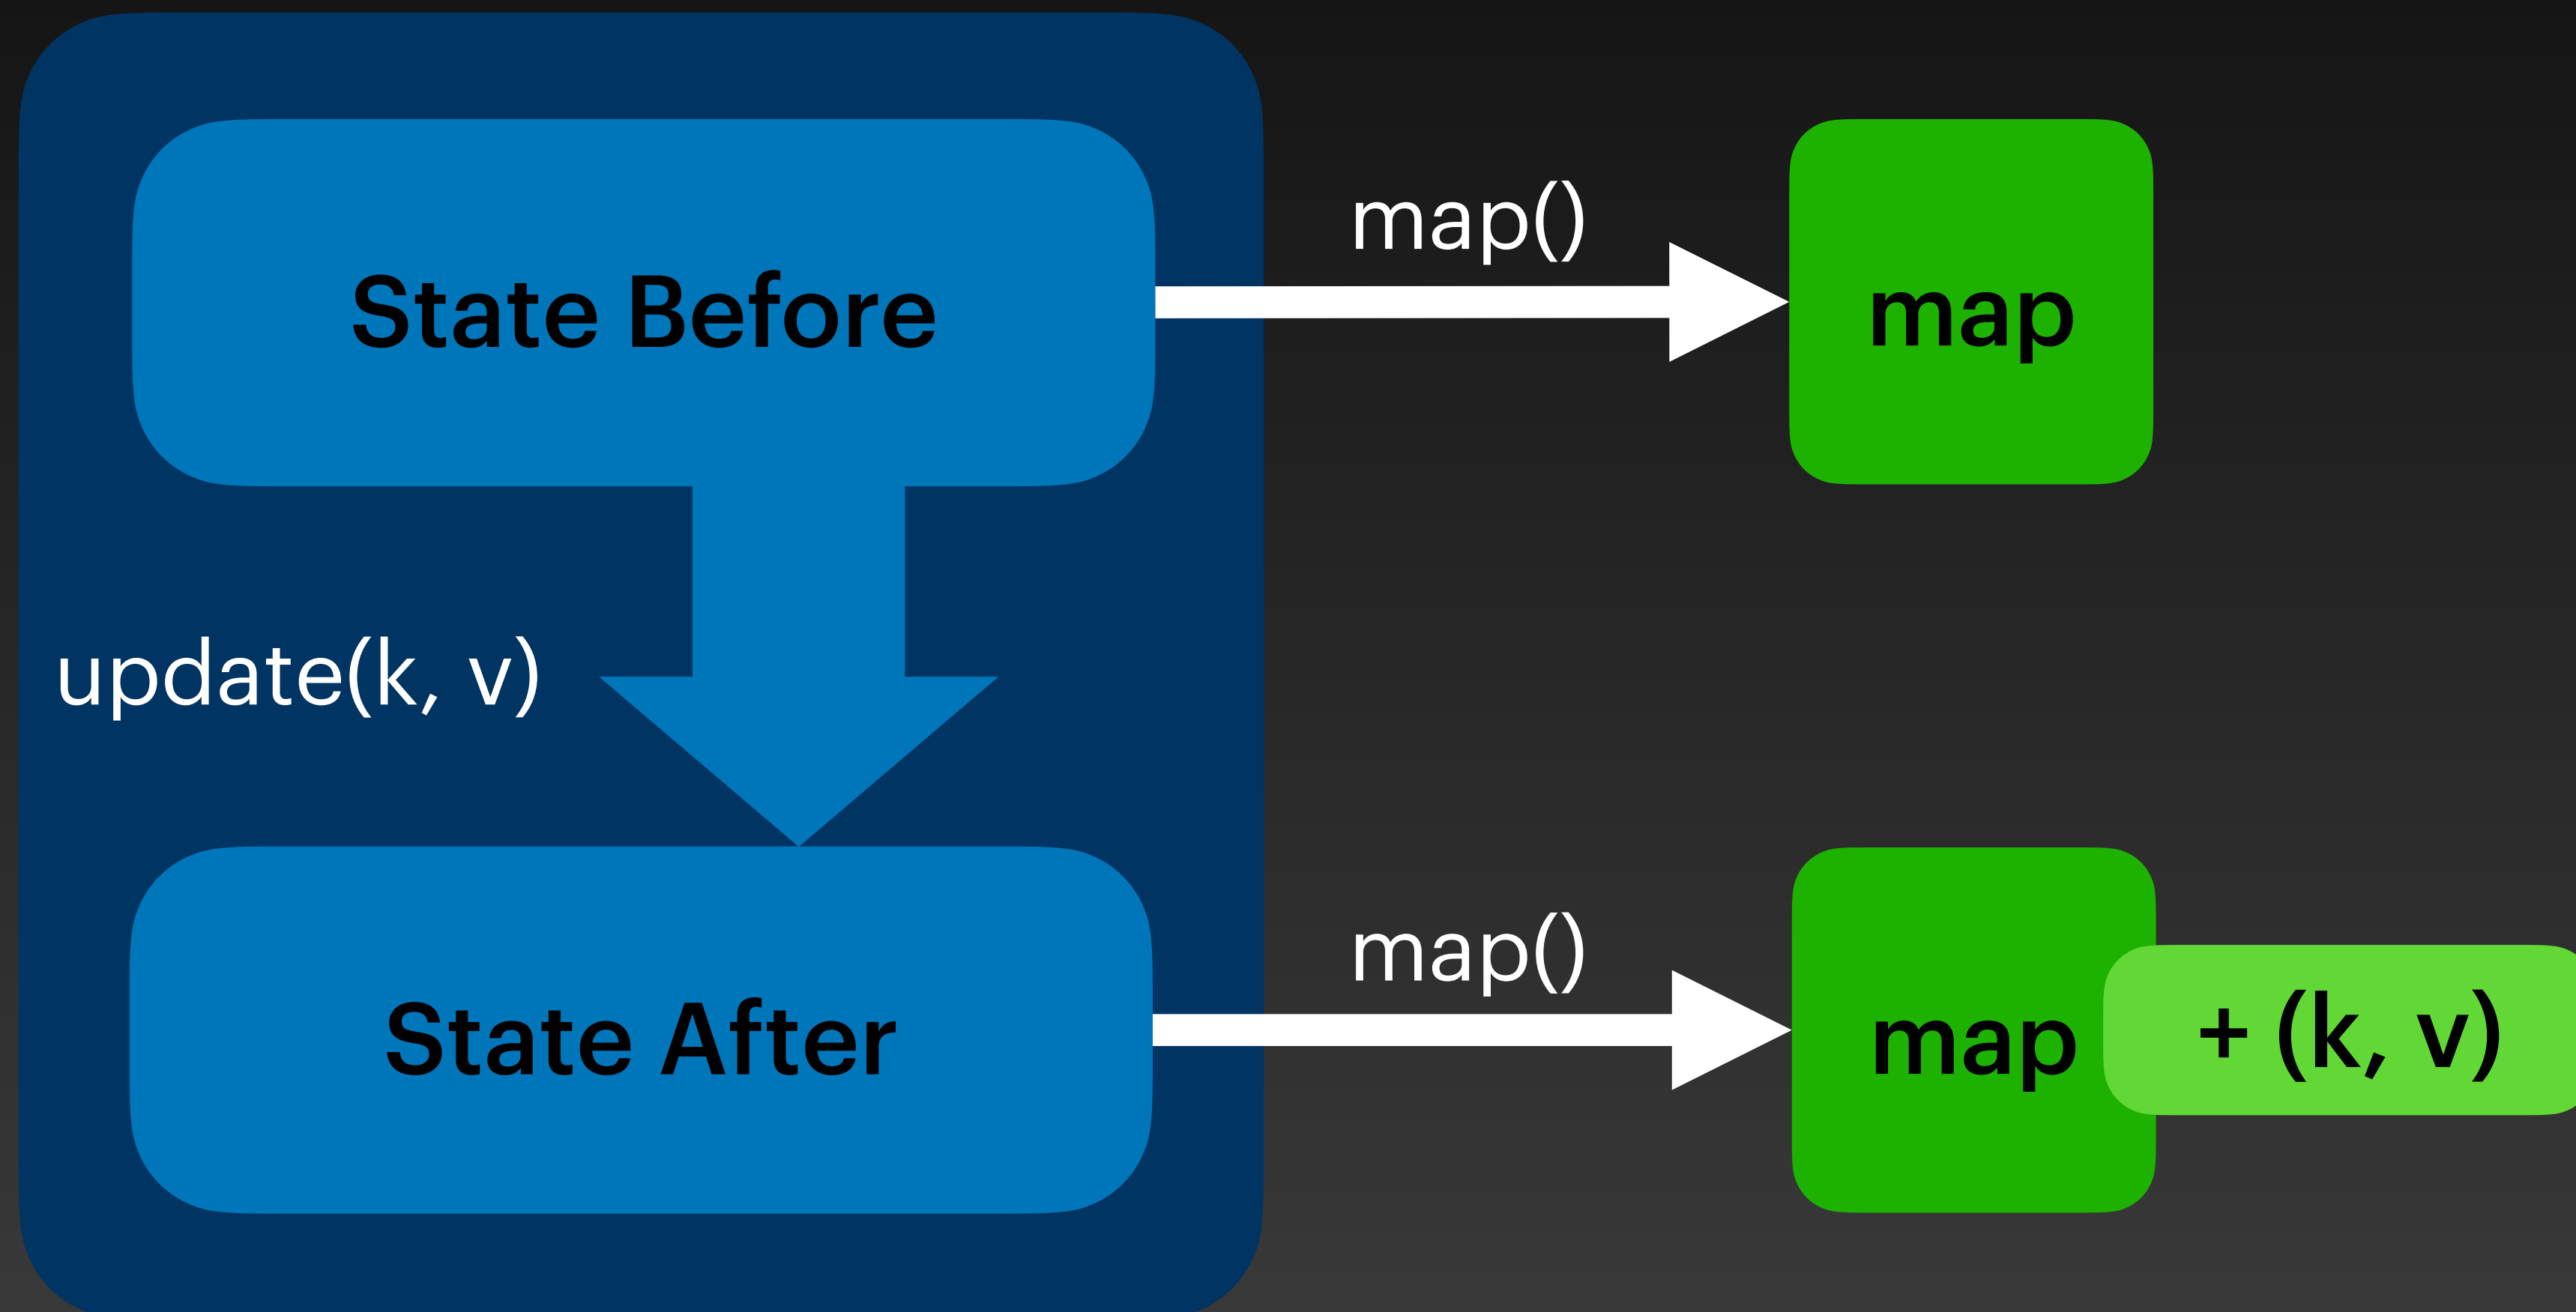 State Before
map()
map
update(k, v)
State After
map()
map
+ (k, v)